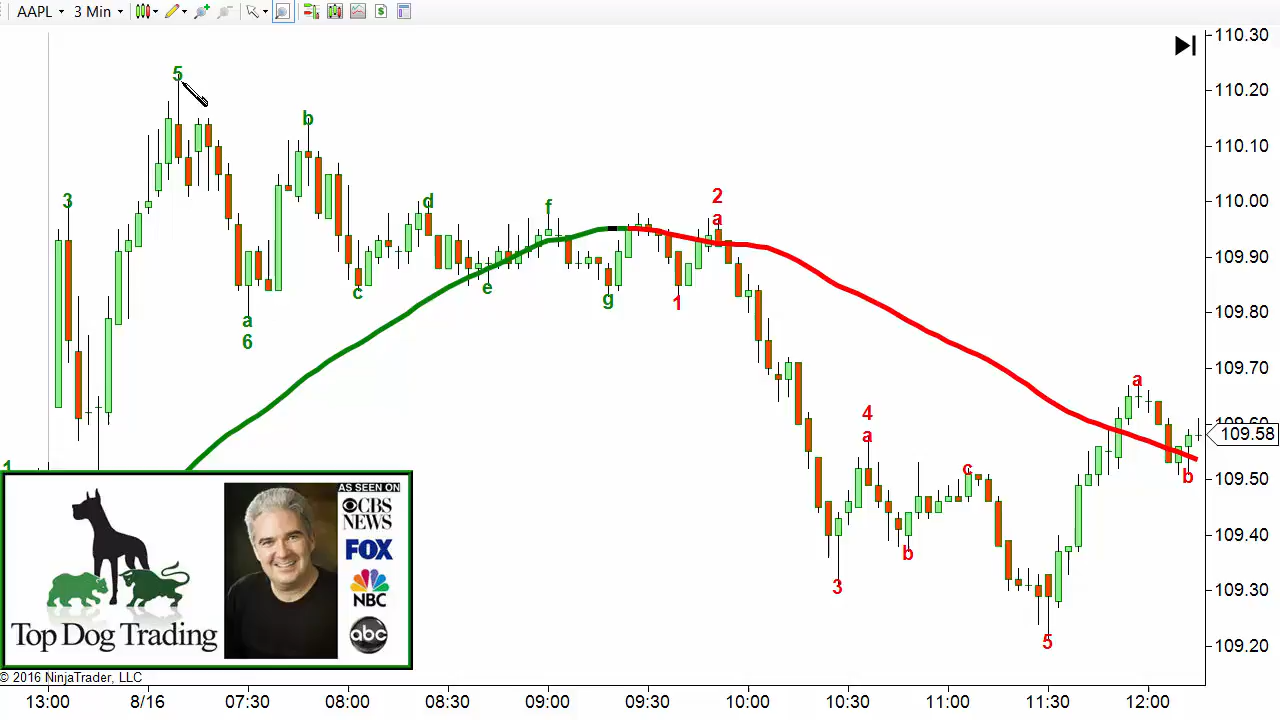 AAPL 3 Min $
110.30
5
110.20
b
110.10
3 d f 2 110.00
a
109.90
c e g 1
a 109.80
6
109.70
a
4 109.60
a 109.58
1 c b 109.50
b 109.40
3 109.30
5 109.20
AS SEEN ON
CBS
NEWS
FOX
NBC
abc
Top Dog Trading
© 2016 NinjaTrader, LLC
13:00 8/16 07:30 08:00 08:30 09:00 09:30 10:00 10:30 11:00 11:30 12:00